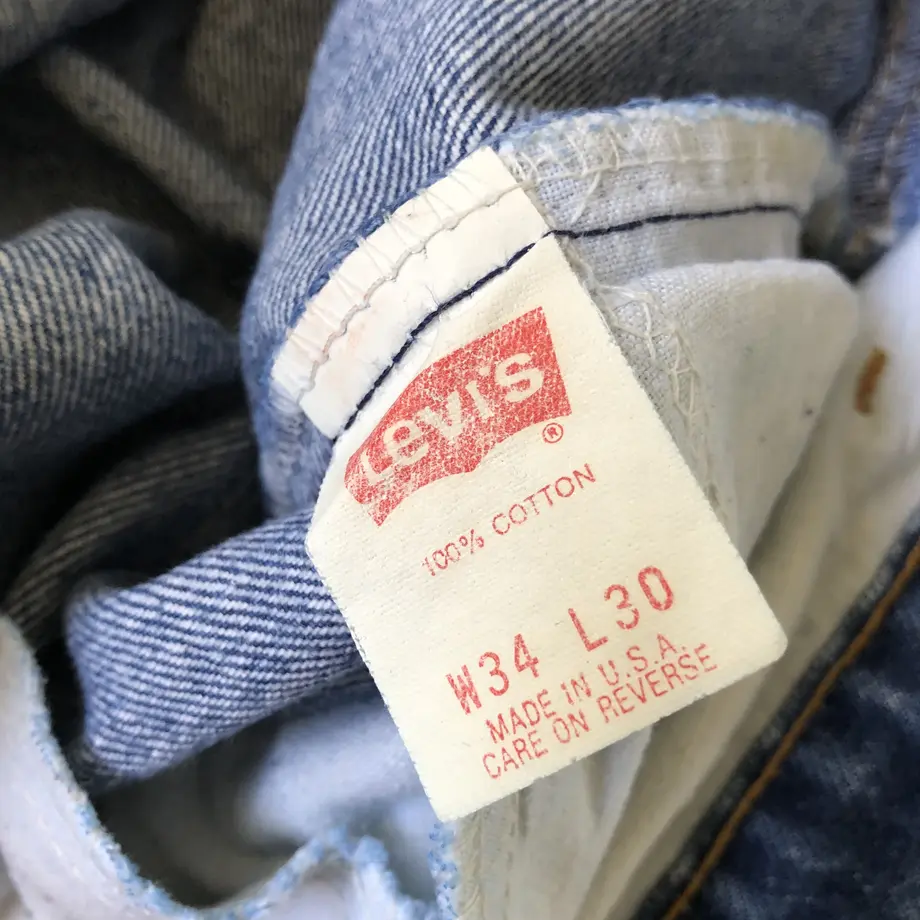 Levi's
®
100% COTTON
W34 L30
MADE IN U.S.A.
CARE ON REVERSE